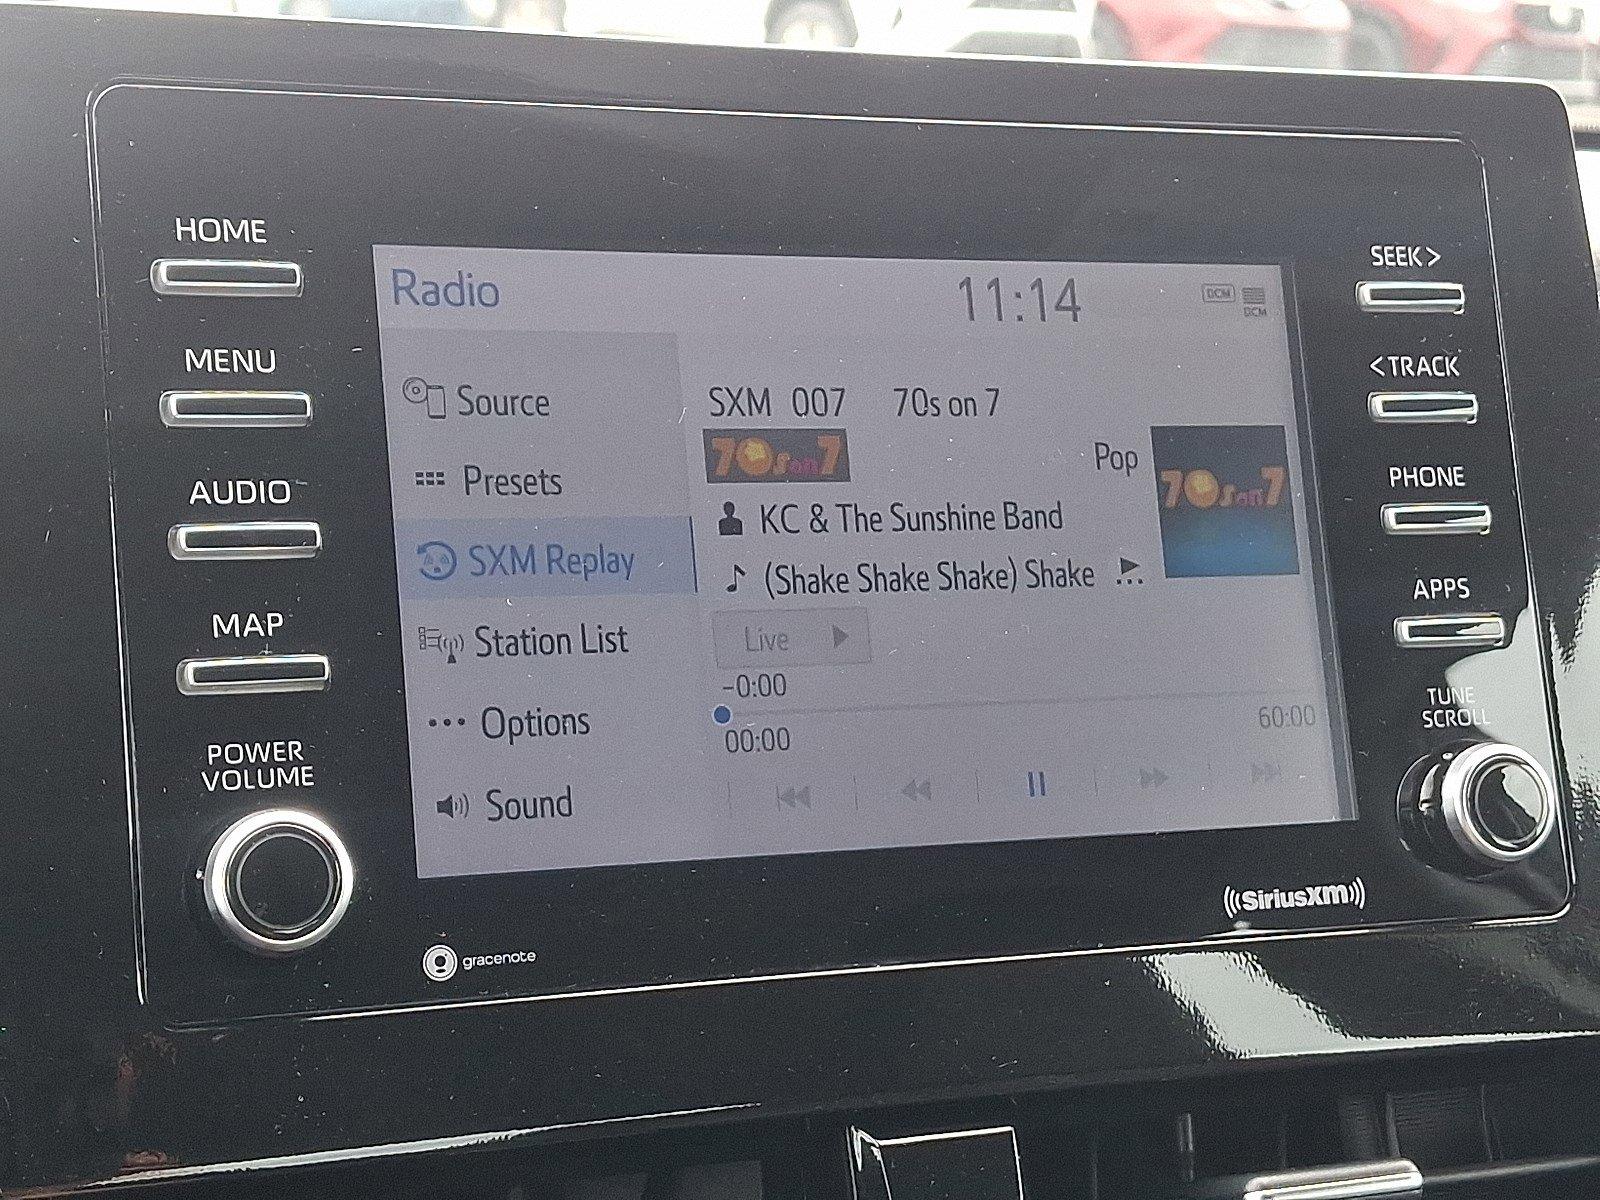 HOME
MENU
AUDIO
MAP
POWER
VOLUME
Radio
11:14
DCM
DCM
Source
Presets
SXM Replay
Station List
Options
Sound
SXM 007 70s on 7
70s on 7
Pop
70s on 7
KC & The Sunshine Band
(Shake Shake Shake) Shake ...
Live
-0:00
00:00
60:00
SEEK>
<TRACK
PHONE
APPS
TUNE
SCROLL
gracenote
((SiriusXM))